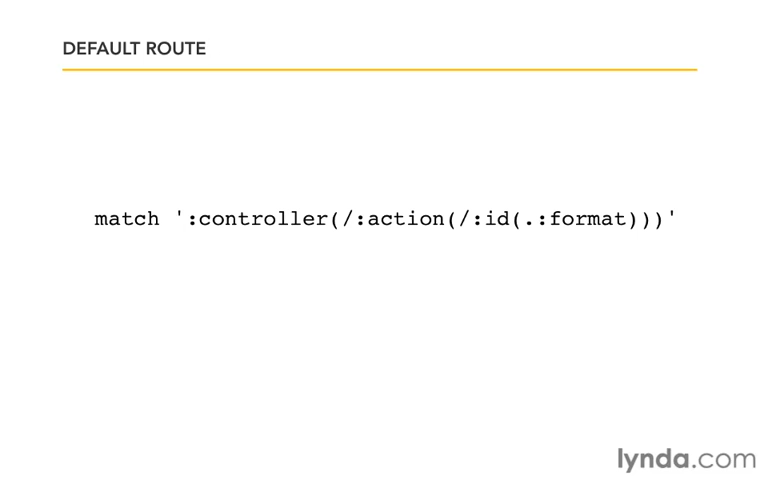 DEFAULT ROUTE
match ':controller(/:action(/:id(.:format)))'
lynda.com